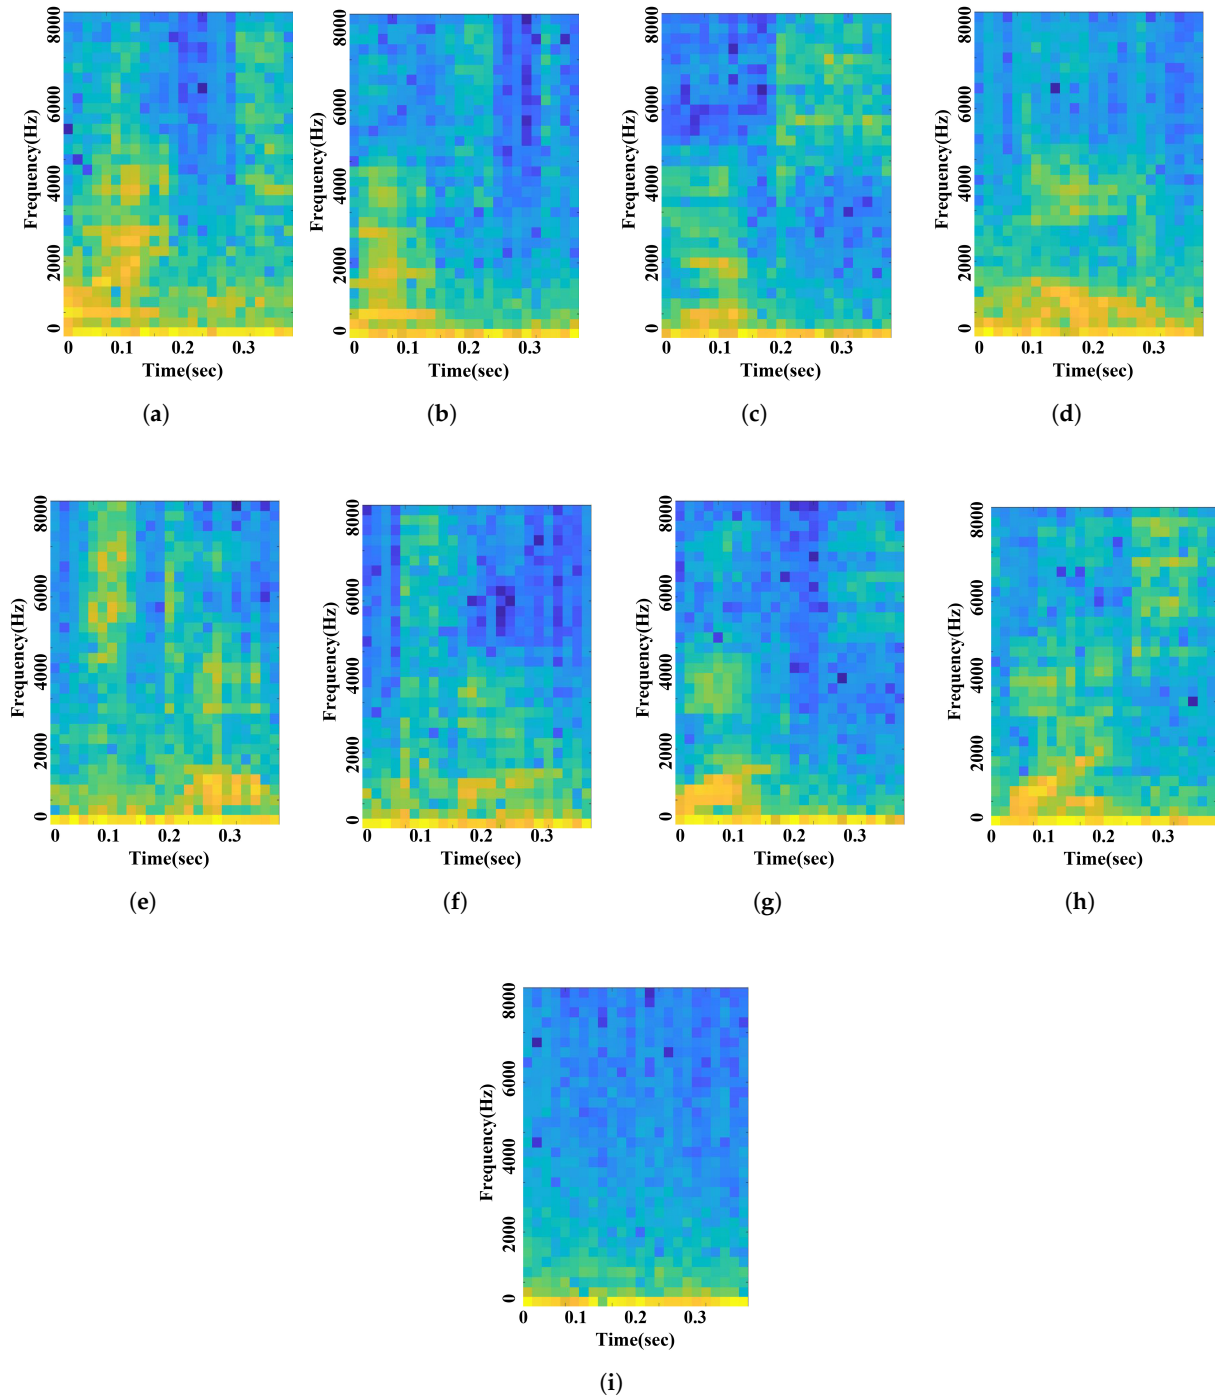 8000 8000 8000 8000
6000 6000 6000 6000
Frequency(Hz) Frequency(Hz) Frequency(Hz) Frequency(Hz)
4000 4000 4000 4000
2000 2000 2000 2000
0 0 0 0
0 0.1 0.2 0.3 0 0.1 0.2 0.3 0 0.1 0.2 0.3 0 0.1 0.2 0.3
Time(sec) Time(sec) Time(sec) Time(sec)
(a) (b) (c) (d)
8000 8000 8000 8000
6000 6000 6000 6000
Frequency(Hz) Frequency(Hz) Frequency(Hz) Frequency(Hz)
4000 4000 4000 4000
2000 2000 2000 2000
0 0 0 0
0 0.1 0.2 0.3 0 0.1 0.2 0.3 0 0.1 0.2 0.3 0 0.1 0.2 0.3
Time(sec) Time(sec) Time(sec) Time(sec)
(e) (f) (g) (h)
8000
6000
Frequency(Hz)
4000
2000
0
0 0.1 0.2 0.3
Time(sec)
(i)